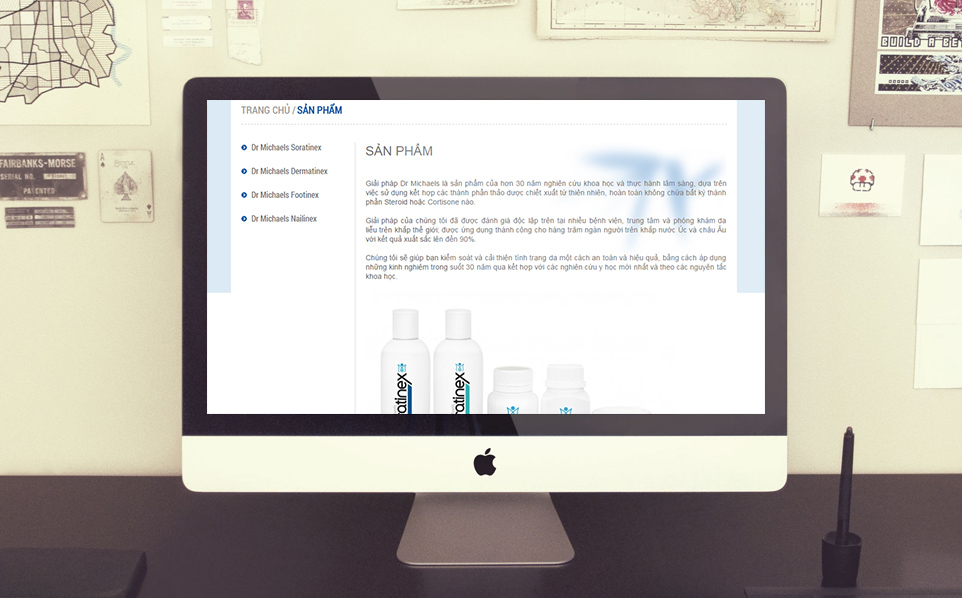 BUILD A BE
FAIRBANKS-MORSE
SERIAL NO.
PATENTED
A
TRANG CHỦ / SẢN PHẨM
Dr Michaels Soratinex
Dr Michaels Dermatinex
Dr Michaels Footinex
Dr Michaels Nailinex
SẢN PHẨM
Giải pháp Dr Michaels là sản phẩm của hơn 30 năm nghiên cứu khoa học và thực hành lâm sàng, dựa trên
việc sử dụng kết hợp các thành phần thảo dược chiết xuất từ thiên nhiên, hoàn toàn không chứa bất kỳ thành
phần Steroid hoặc Cortisone nào.
Giải pháp của chúng tôi đã được đánh giá độc lập trên tại nhiều bệnh viện, trung tâm và phòng khám da
liễu trên khắp thế giới, được ứng dụng thành công cho hàng trăm ngàn người trên khắp nước Úc và châu Âu
với kết quả xuất sắc lên đến 90%.
Chúng tôi sẽ giúp bạn kiểm soát và cải thiện tình trạng da một cách an toàn và hiệu quả, bằng cách áp dụng
những kinh nghiệm trong suốt 30 năm qua kết hợp với các nghiên cứu y học mới nhất và theo các nguyên tắc
khoa học.
ratinex
ratinex